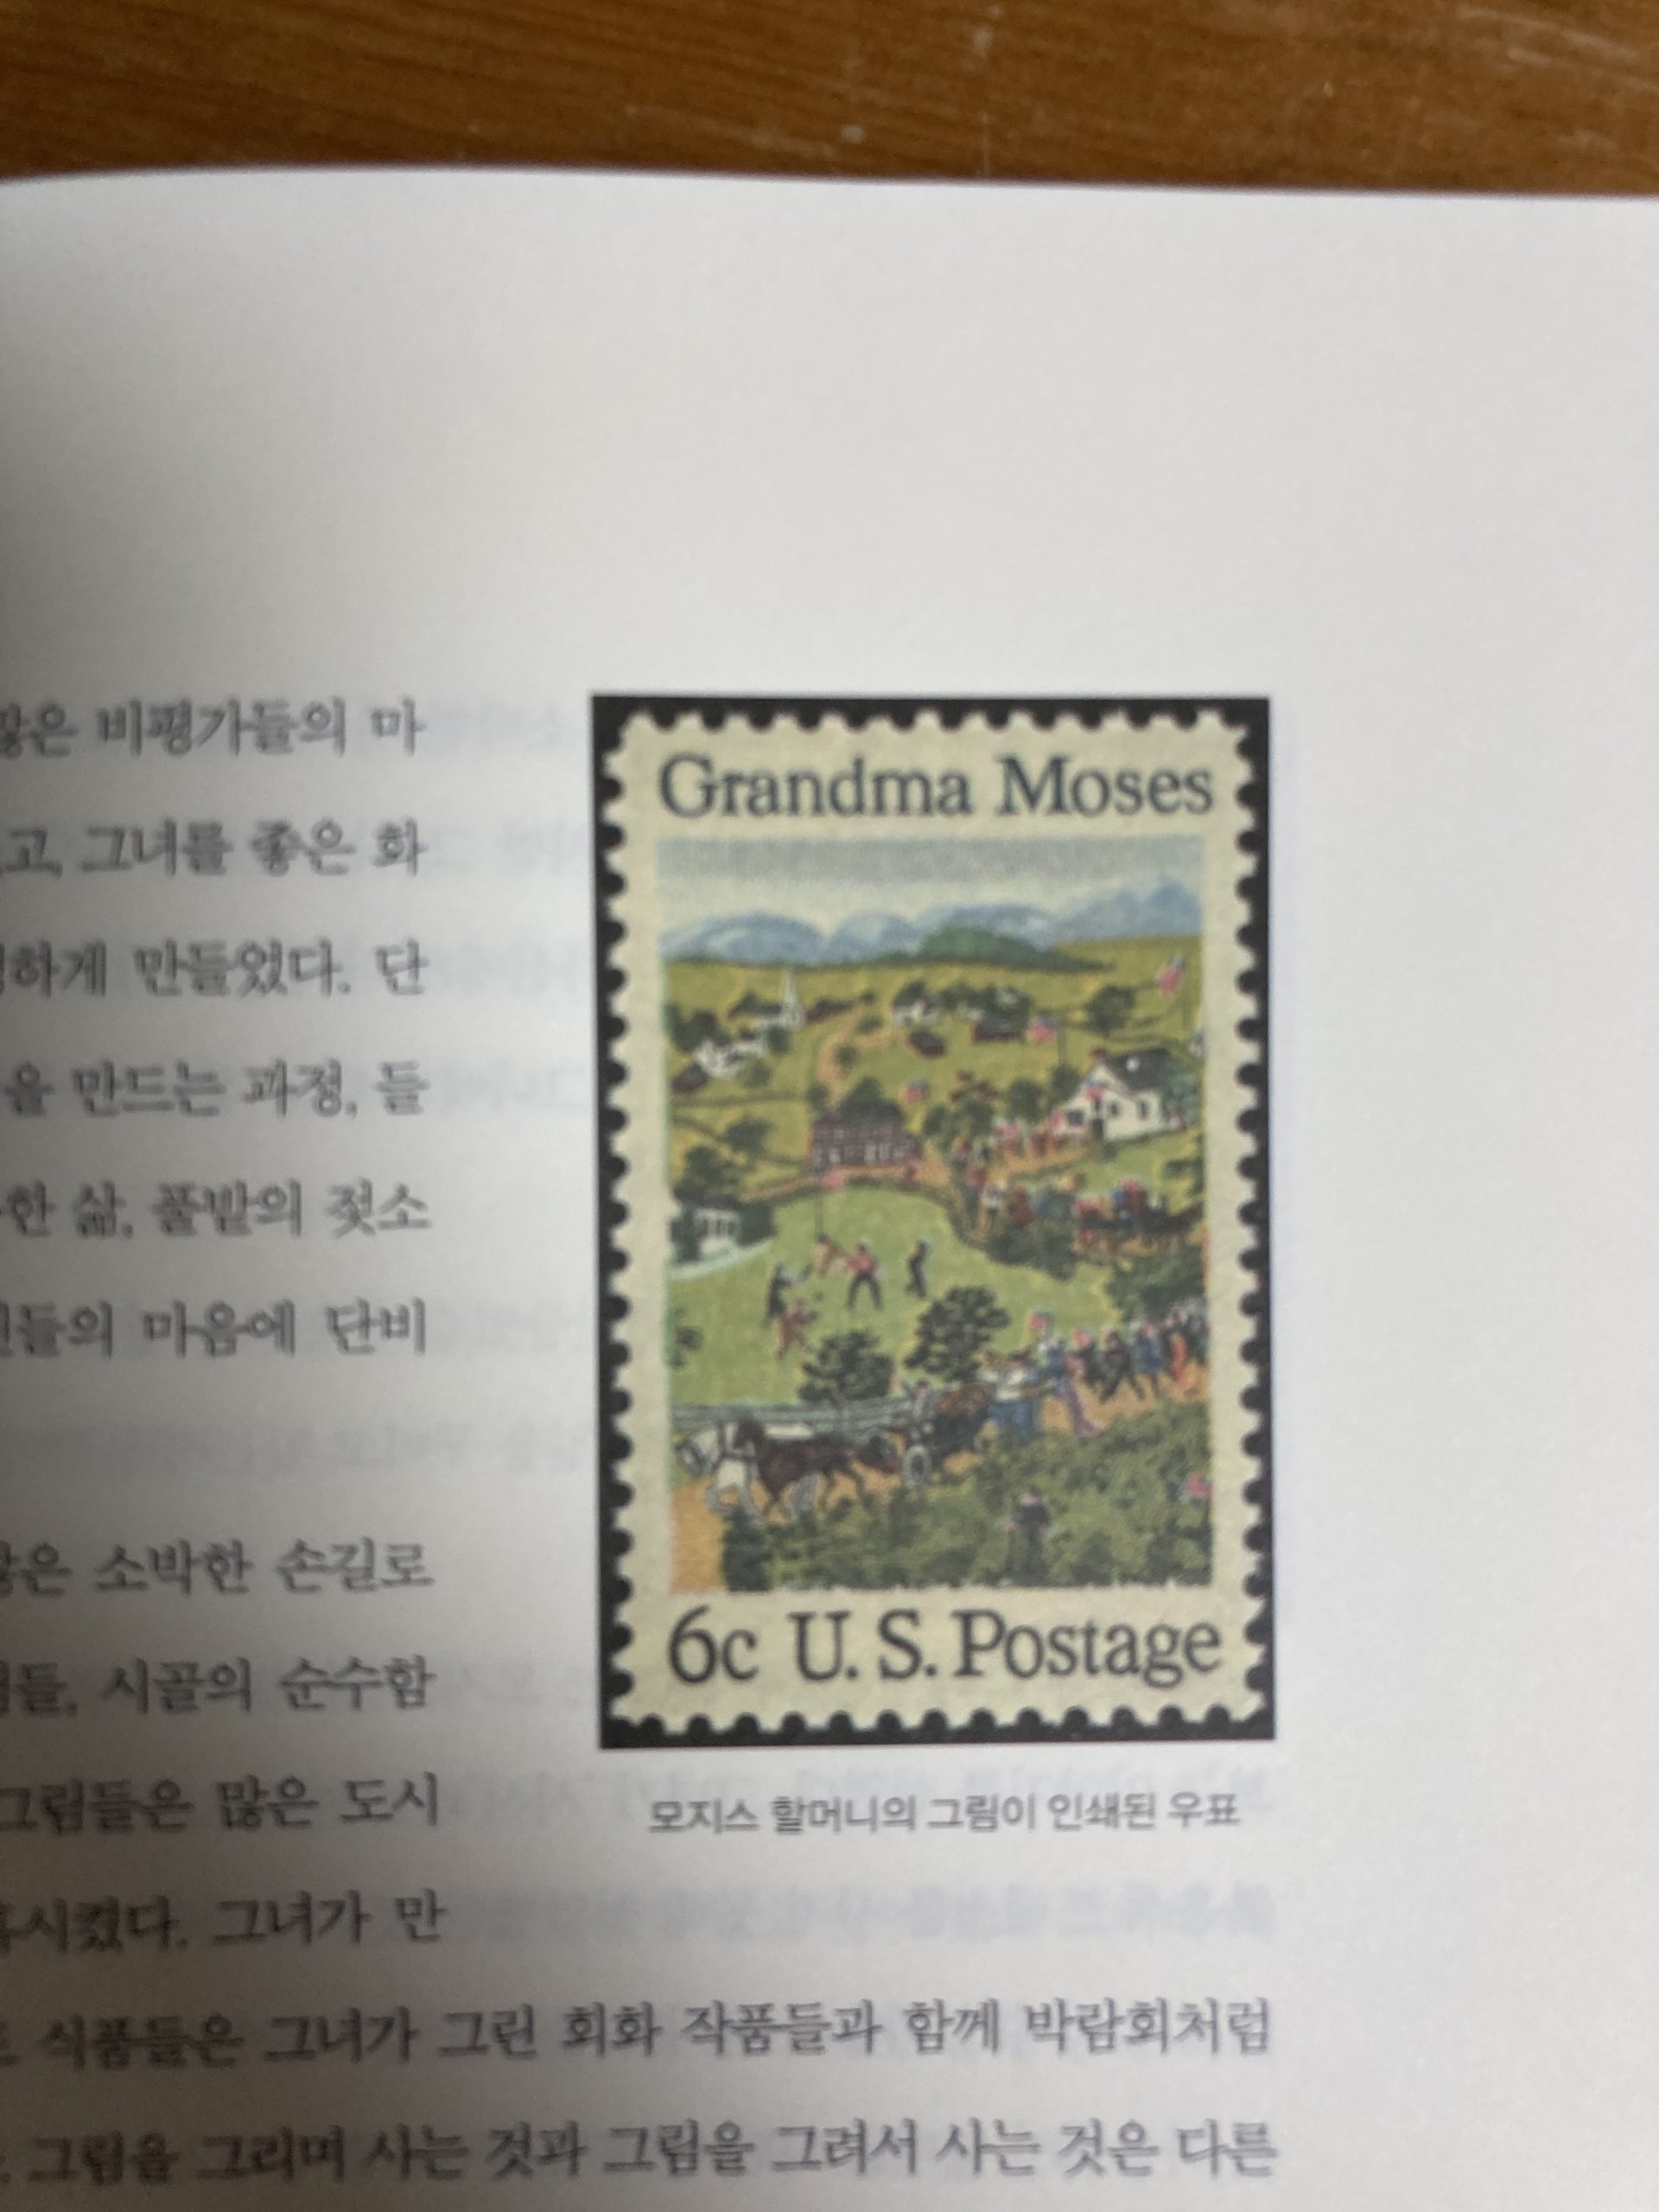 많은 비평가들의 마
고, 그녀를 좋은 화
하게 만들었다. 단
을 만드는 과정, 들
한 삶, 풀밭의 젖소
들의 마음에 단비
않은 소박한 손길로
들, 시골의 순수함
그림들은 많은 도시
시켰다. 그녀가 만
식품들은 그녀가 그린 회화 작품들과 함께 박람회처럼
그림을 그리며 사는 것과 그림을 그려서 사는 것은 다른
Grandma Moses
6c U.S. Postage
모지스 할머니의 그림이 인쇄된 우표